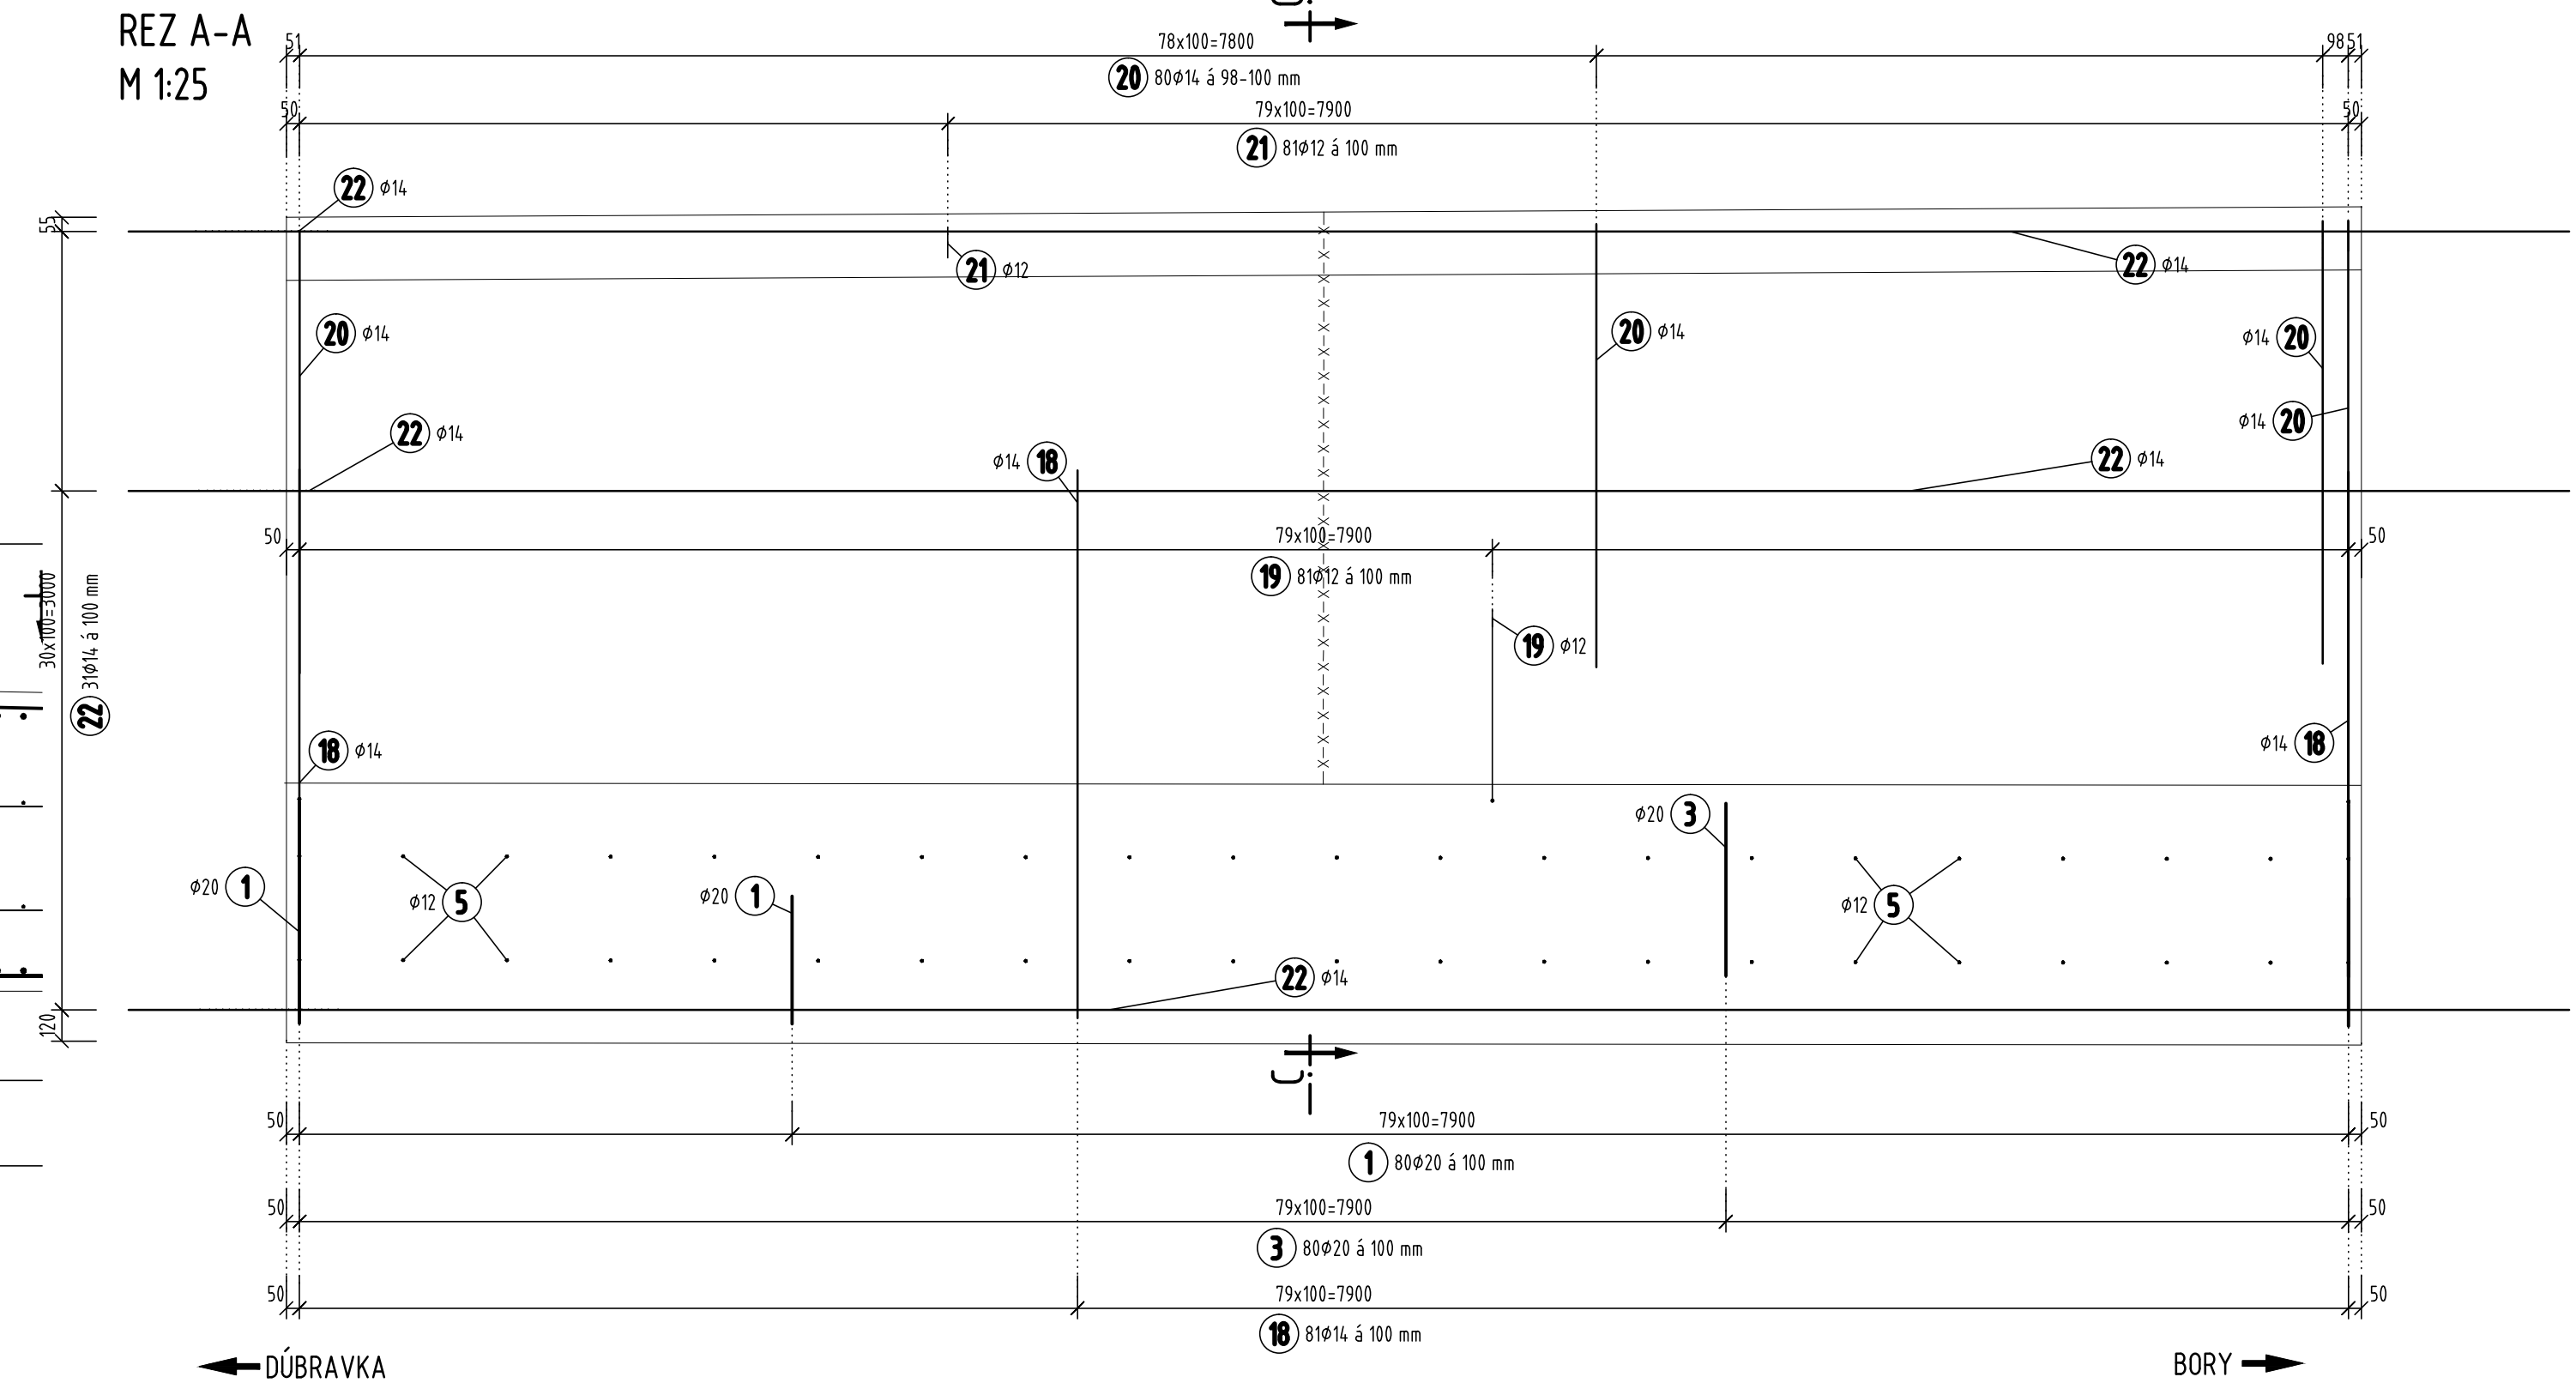 REZ A-A
M 1:25
51
78x100=7800
98
51
20 80ø14 á 98-100 mm
50
79x100=7900
50
21 81ø12 á 100 mm
22 ø14
55
21 ø12
22 ø14
20 ø14
20 ø14
ø14 20
ø14 20
22 ø14
ø14 18
22 ø14
50
79x100=7900
50
19 81ø12 á 100 mm
30x100=3000
22 31ø14 á 100 mm
19 ø12
18 ø14
ø14 18
ø20 3
ø20 1
ø12 5
ø20 1
ø12 5
22 ø14
120
C
50
79x100=7900
50
1 80ø20 á 100 mm
50
79x100=7900
50
3 80ø20 á 100 mm
50
79x100=7900
50
18 81ø14 á 100 mm
DÚBRAVKA
BORY